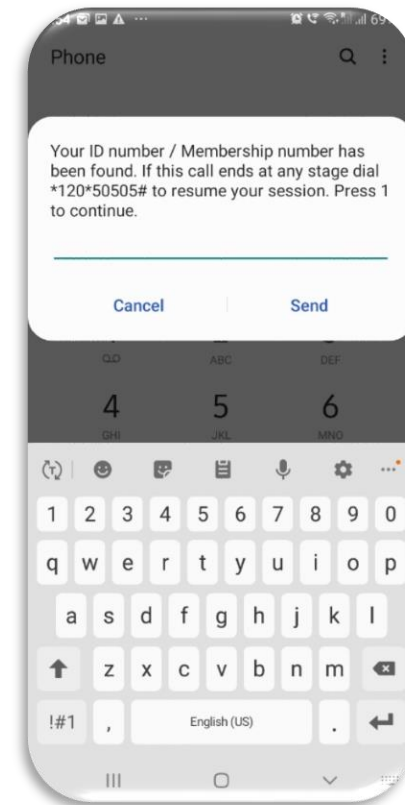 Phone
Your ID number / Membership number has
been found. If this call ends at any stage dial
*120*50505# to resume your session. Press 1
to continue.
Cancel Send
ABC DEF
4 5 6
GHI JKL MNO
1 2 3 4 5 6 7 8 9 0
q w e r t y u i o p
a s d f g h j k l
z x c v b n m
!#1 , English (US) .